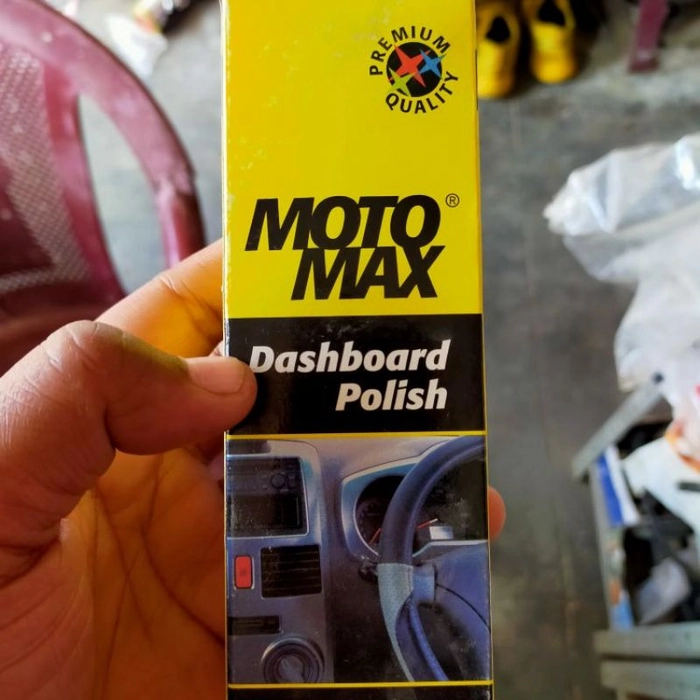 PREMIUM
QUALITY
MOTO ®
MAX
Dashboard
Polish